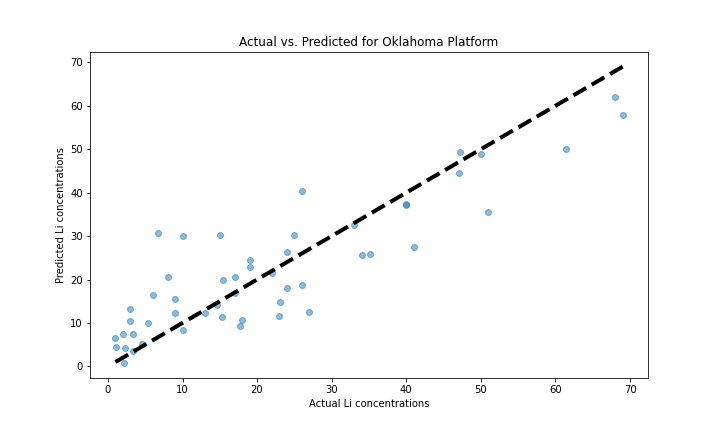 Actual vs. Predicted for Oklahoma Platform
70
60
50
40
30
20
10
0
Predicted Li concentrations
0 10 20 30 40 50 60 70
Actual Li concentrations